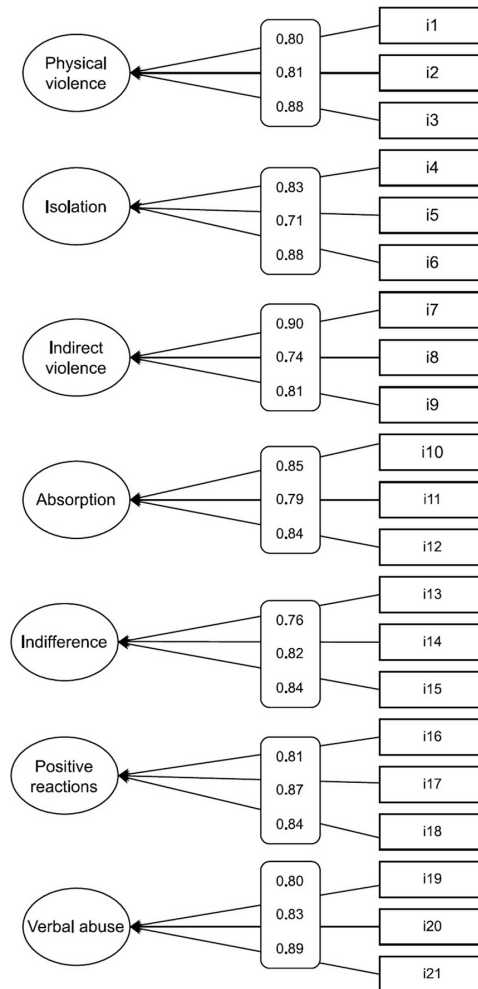 Physical
violence
0.80
0.81
0.88
i1
i2
i3
Isolation
0.83
0.71
0.88
i4
i5
i6
Indirect
violence
0.90
0.74
0.81
i7
i8
i9
Absorption
0.85
0.79
0.84
i10
i11
i12
Indifference
0.76
0.82
0.84
i13
i14
i15
Positive
reactions
0.81
0.87
0.84
i16
i17
i18
Verbal abuse
0.80
0.83
0.89
i19
i20
i21